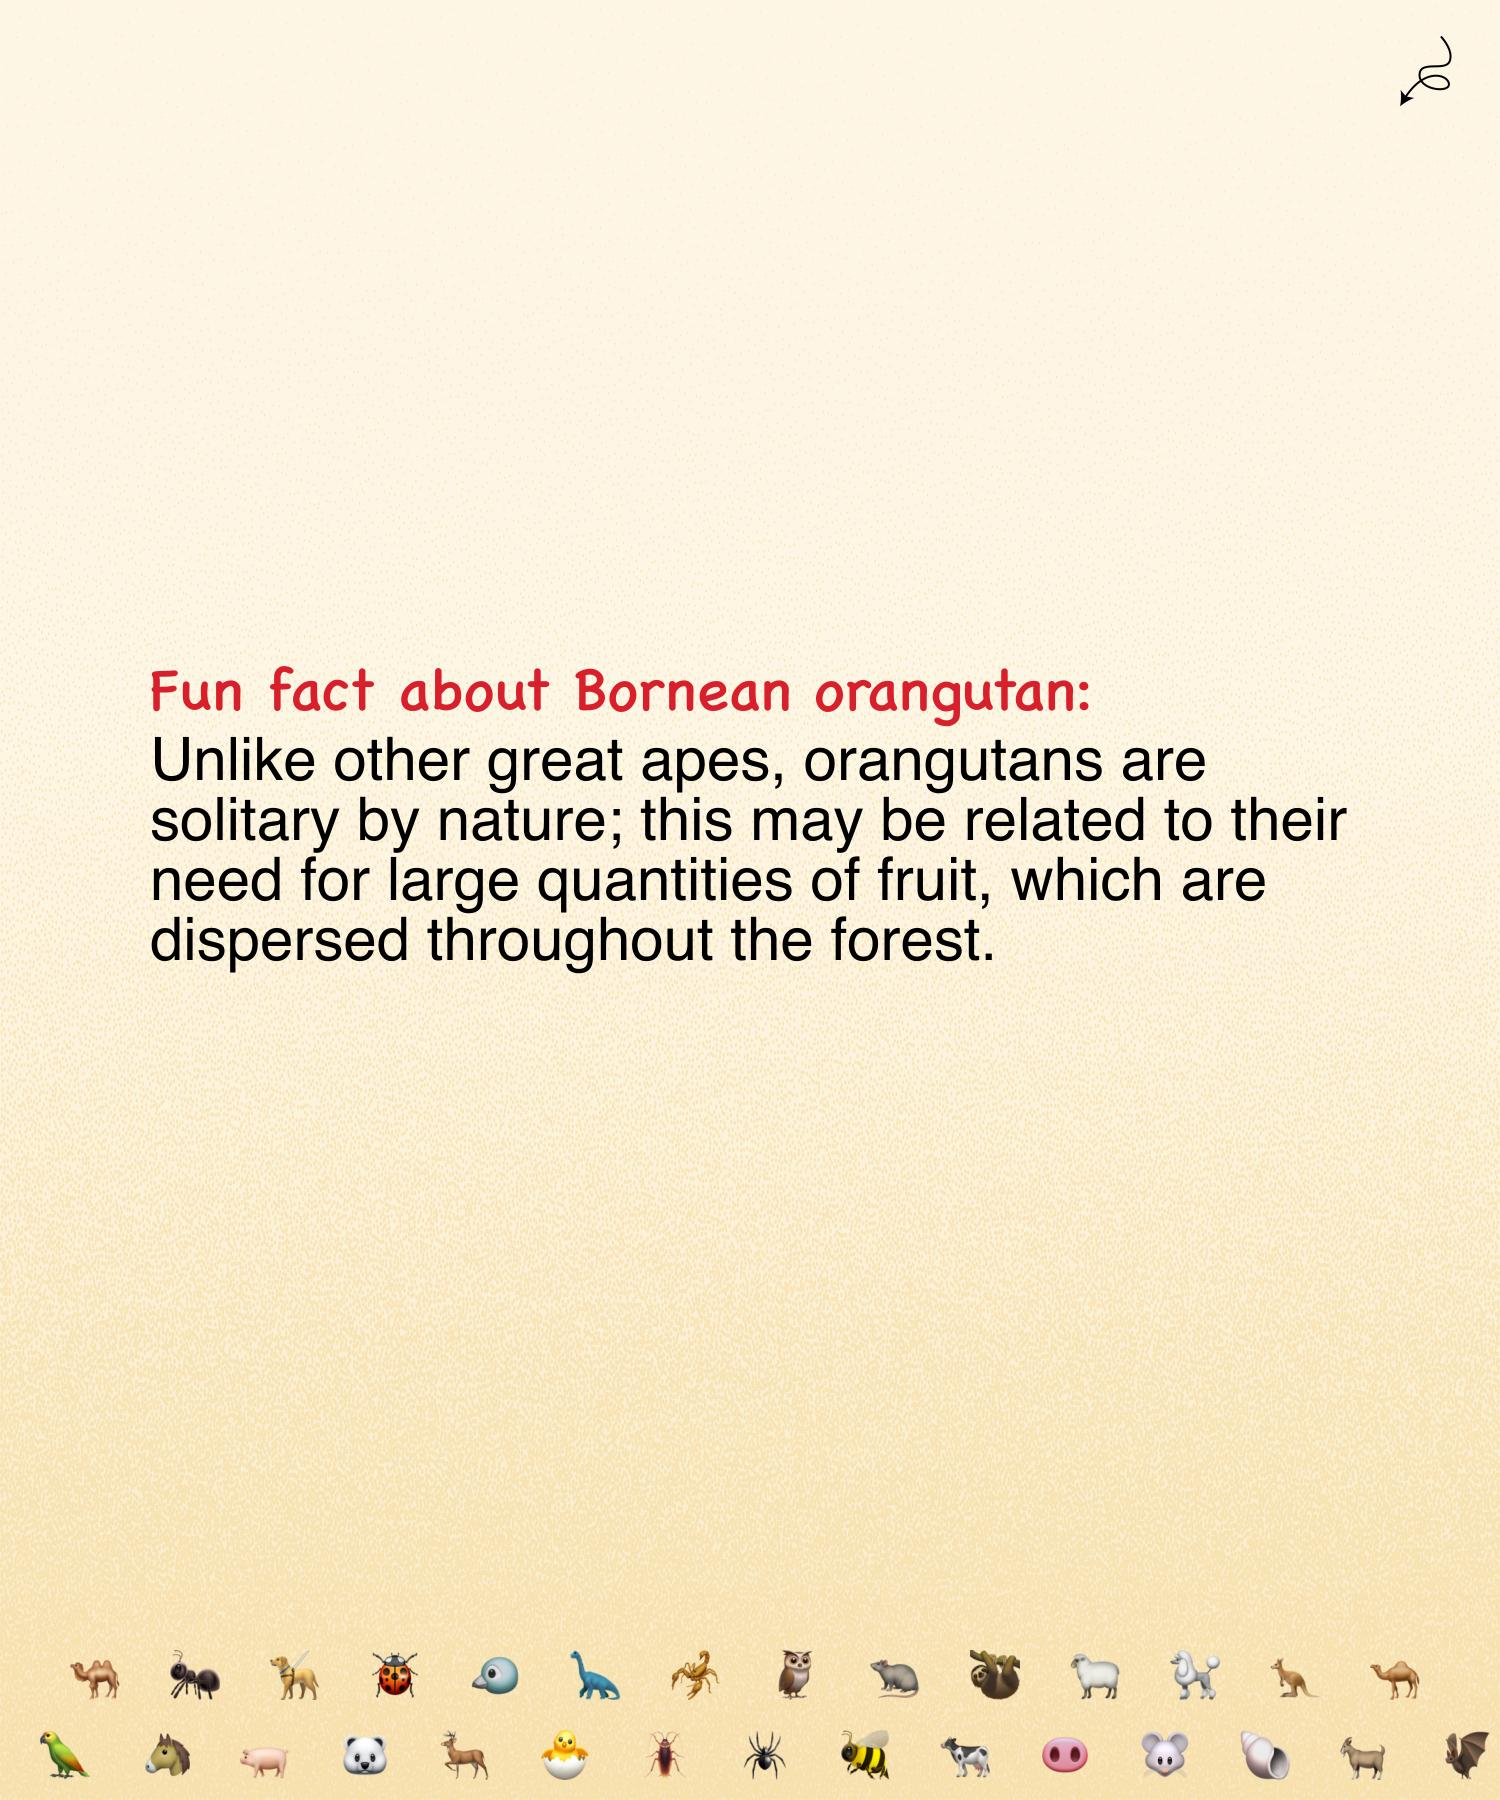 Fun fact about Bornean orangutan:
Unlike other great apes, orangutans are
solitary by nature; this may be related to their
need for large quantities of fruit, which are
dispersed throughout the forest.